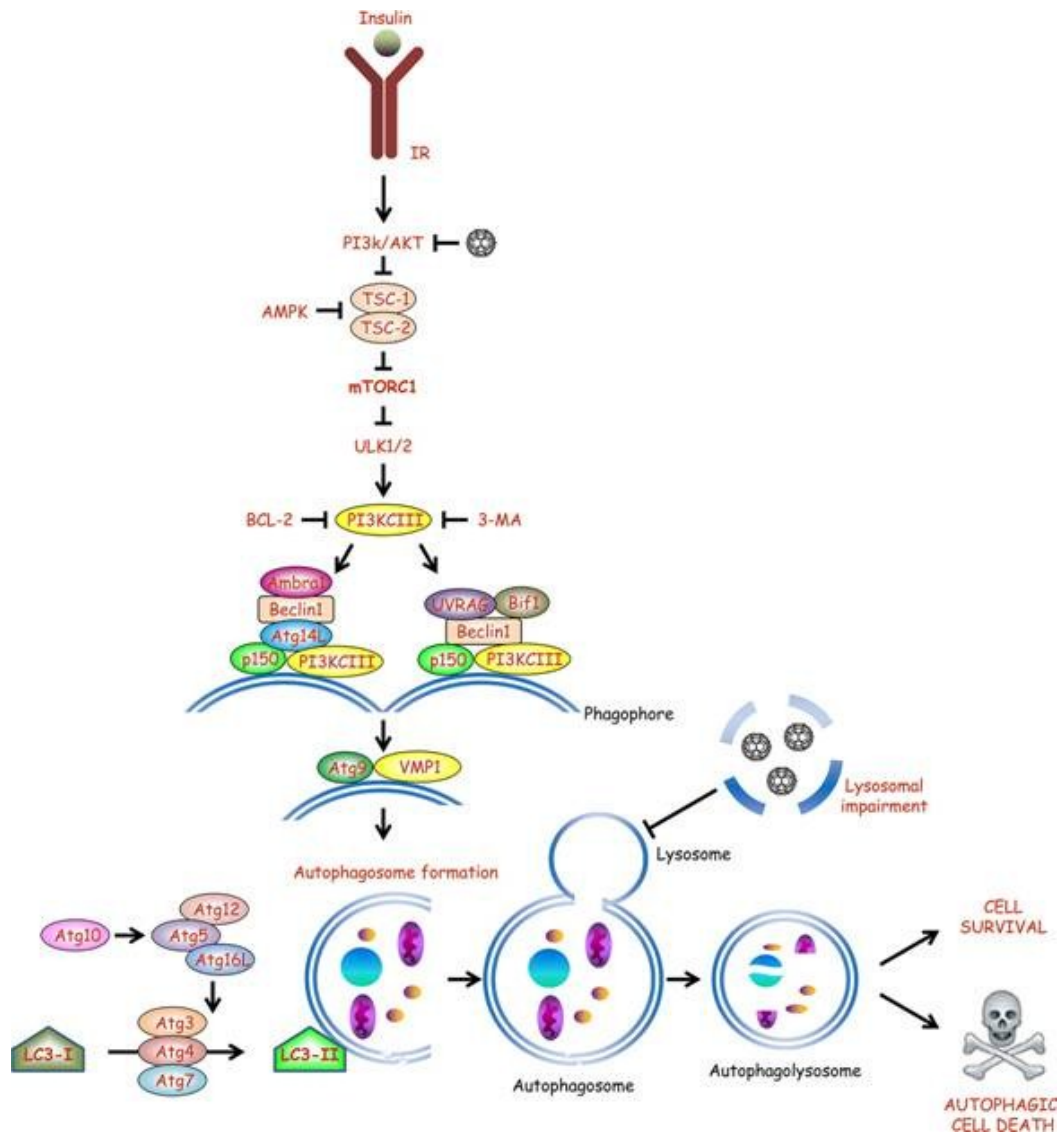 Insulin
IR
PI3k/AKT
TSC-1
AMPK
TSC-2
mTORC1
ULK1/2
BCL-2
PI3KCIII
3-MA
Ambra1
Beclin1
Atg14L
p150
PI3KCIII
UVRAG
Bif1
Beclin1
p150
PI3KCIII
Phagophore
Atg9
VMP1
Lysosomal
impairment
Lysosome
Autophagosome formation
Atg12
Atg10
Atg5
Atg16L
Atg3
LC3-I
Atg4
Atg7
LC3-II
Autophagosome
Autophagolysosome
CELL
SURVIVAL
AUTOPHAGIC
CELL DEATH